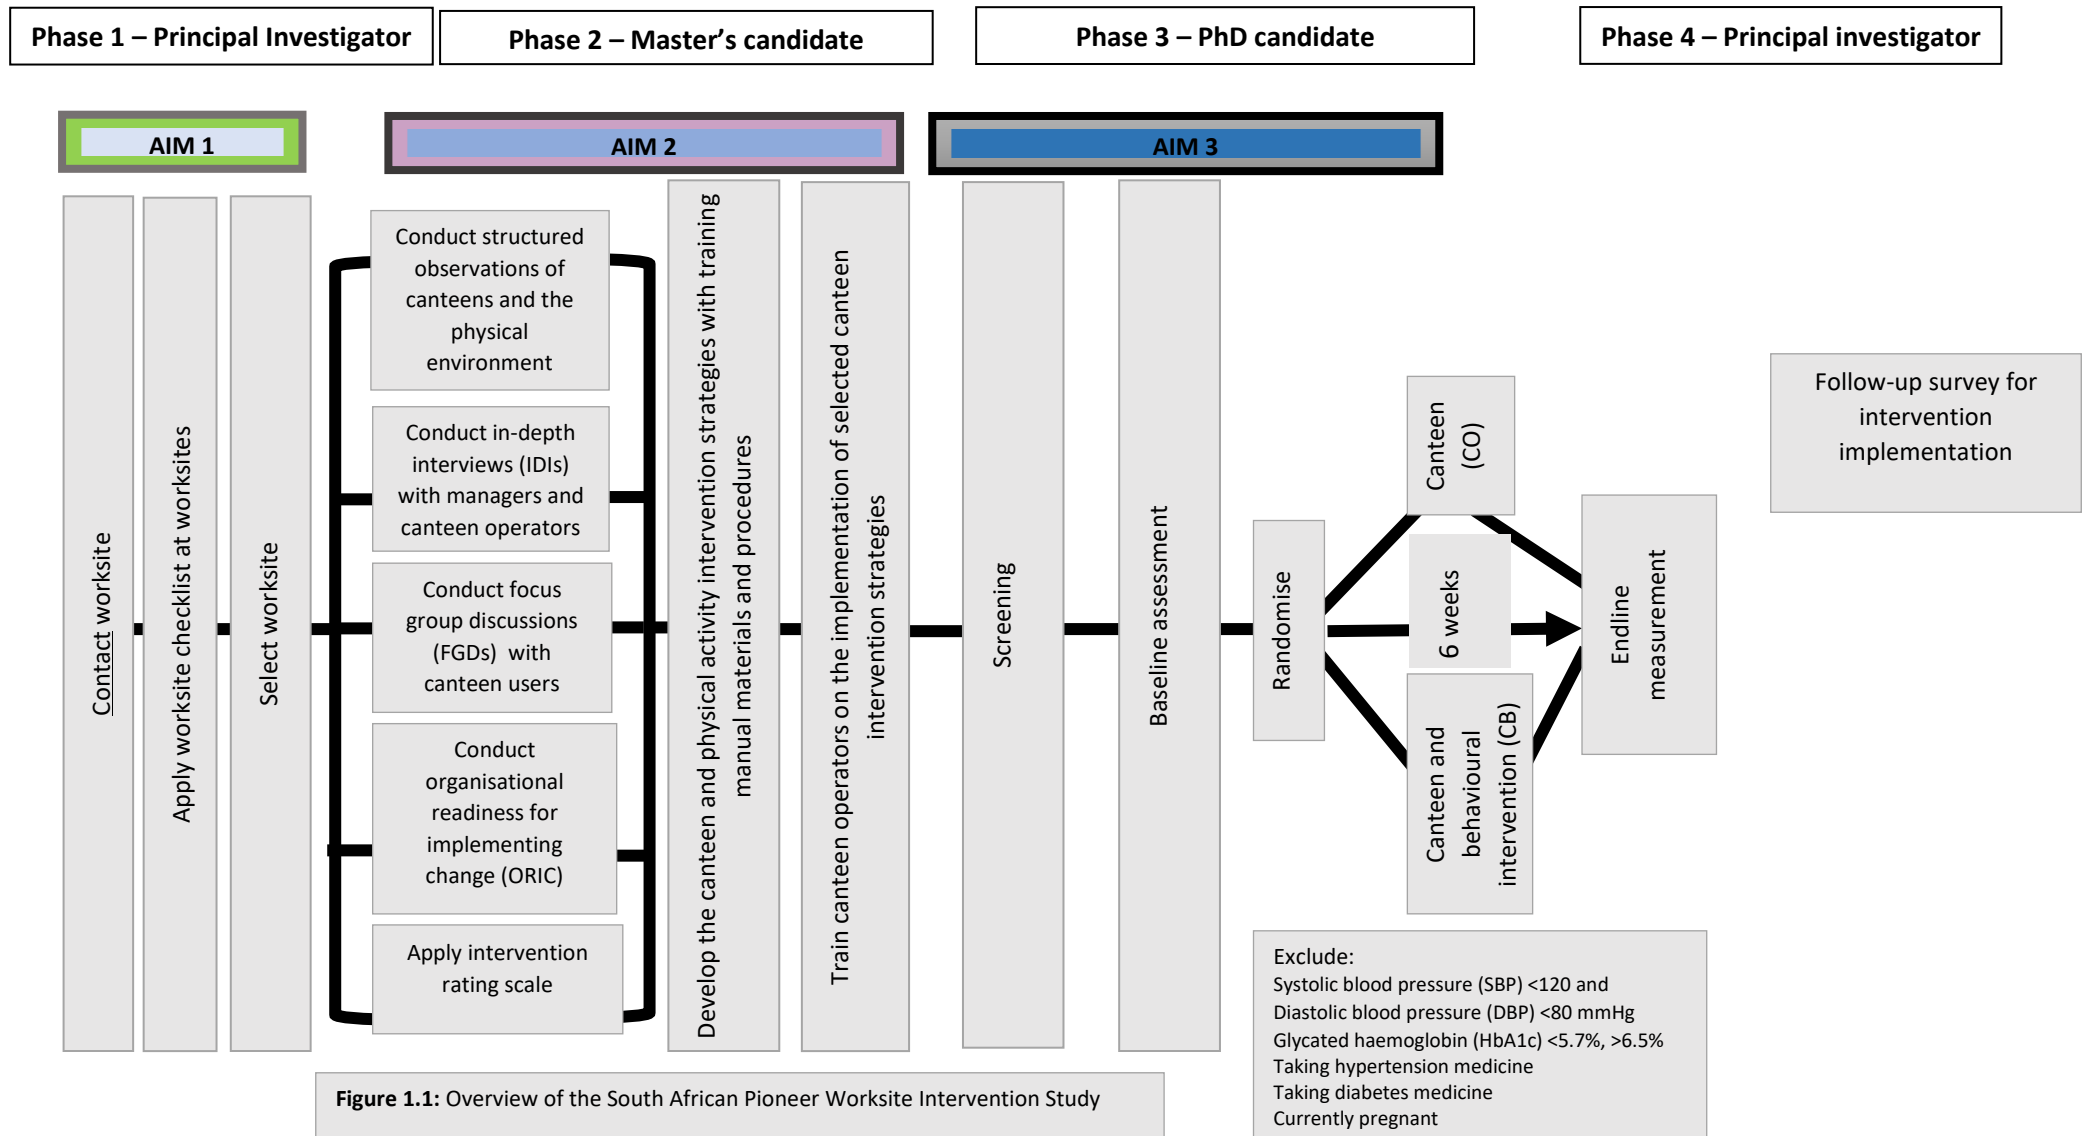 Phase 1 – Principal Investigator
Phase 2 – Master’s candidate
Phase 3 – PhD candidate
Phase 4 – Principal investigator
AIM 1
AIM 2
AIM 3
Contact worksite
Apply worksite checklist at worksites
Select worksite
Conduct structured
observations of
canteens and the
physical
environment
Conduct in-depth
interviews (IDIs)
with managers and
canteen operators
Conduct focus
group discussions
(FGDs)  with
canteen users
Conduct
organisational
readiness for
implementing
change (ORIC)
Apply intervention
rating scale
Develop the canteen and physical activity intervention strategies with training
manual materials and procedures
Train canteen operators on the implementation of selected canteen
intervention strategies
Screening
Baseline assessment
Randomise
Canteen
(CO)
6 weeks
Canteen and
behavioural
intervention (CB)
Endline
measurement
Follow-up survey for
intervention
implementation
Exclude:
Systolic blood pressure (SBP) <120 and
Diastolic blood pressure (DBP) <80 mmHg
Glycated haemoglobin (HbA1c) <5.7%, >6.5%
Taking hypertension medicine
Taking diabetes medicine
Currently pregnant
Figure 1.1: Overview of the South African Pioneer Worksite Intervention Study